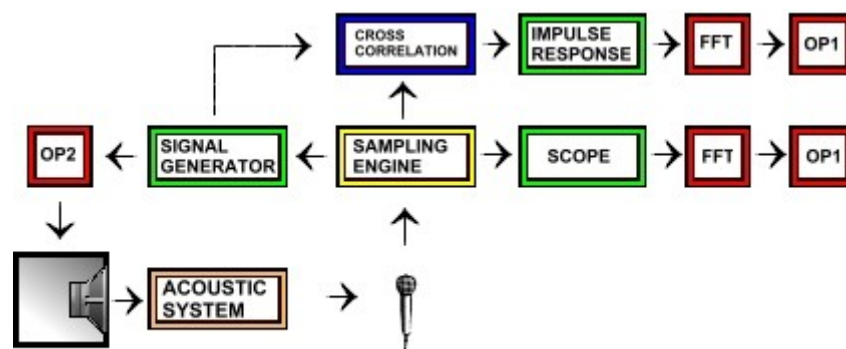 CROSS
CORRELATION
IMPULSE
RESPONSE
FFT
OP1
OP2
SIGNAL
GENERATOR
SAMPLING
ENGINE
SCOPE
FFT
OP1
ACOUSTIC
SYSTEM